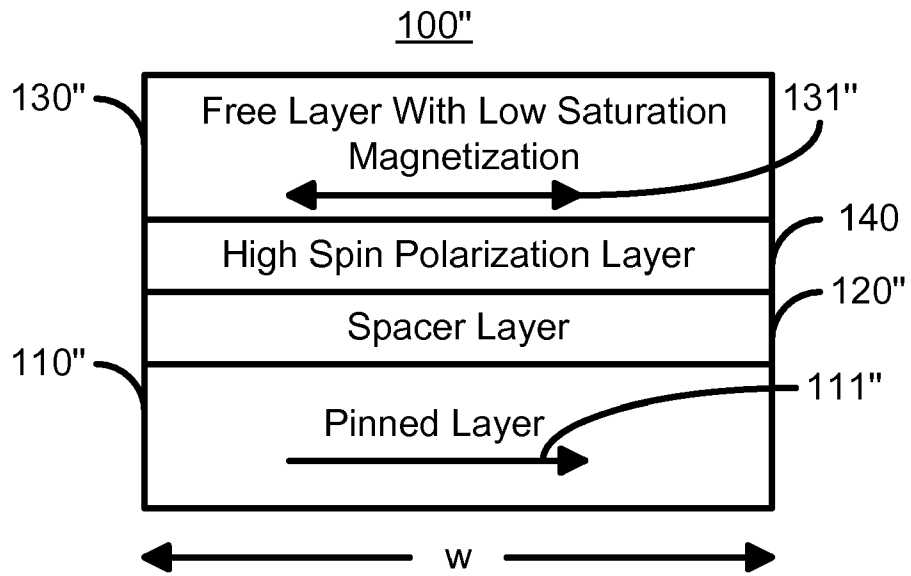 100"
130"
Free Layer With Low Saturation
Magnetization
131"
140
High Spin Polarization Layer
120"
Spacer Layer
110"
111"
Pinned Layer
w